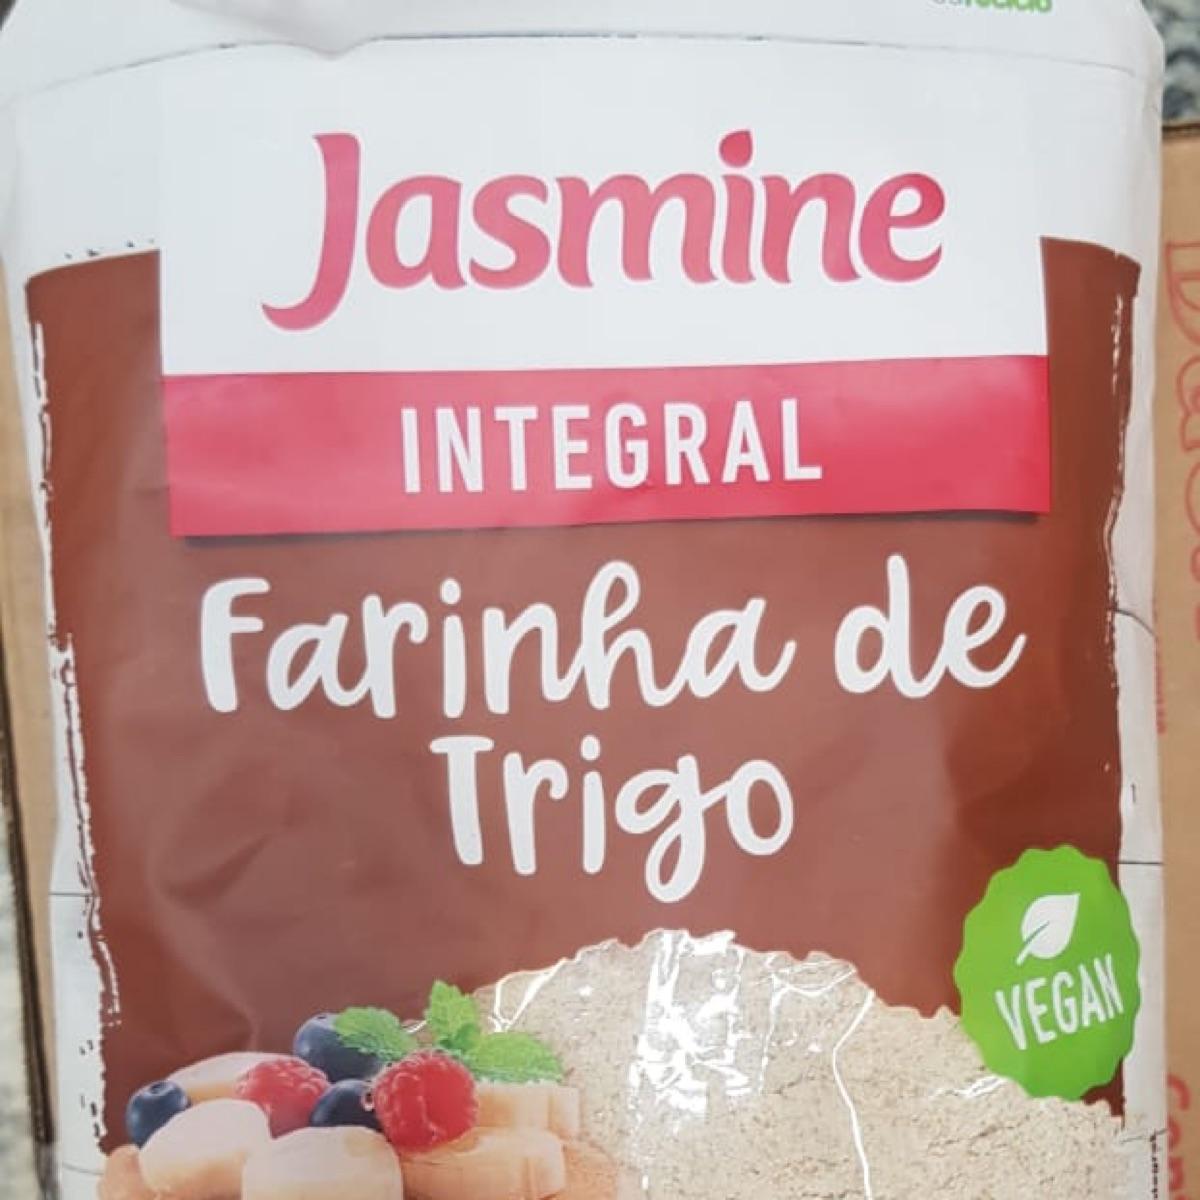 Jasmine
INTEGRAL
Farinha de
Trigo
VEGAN